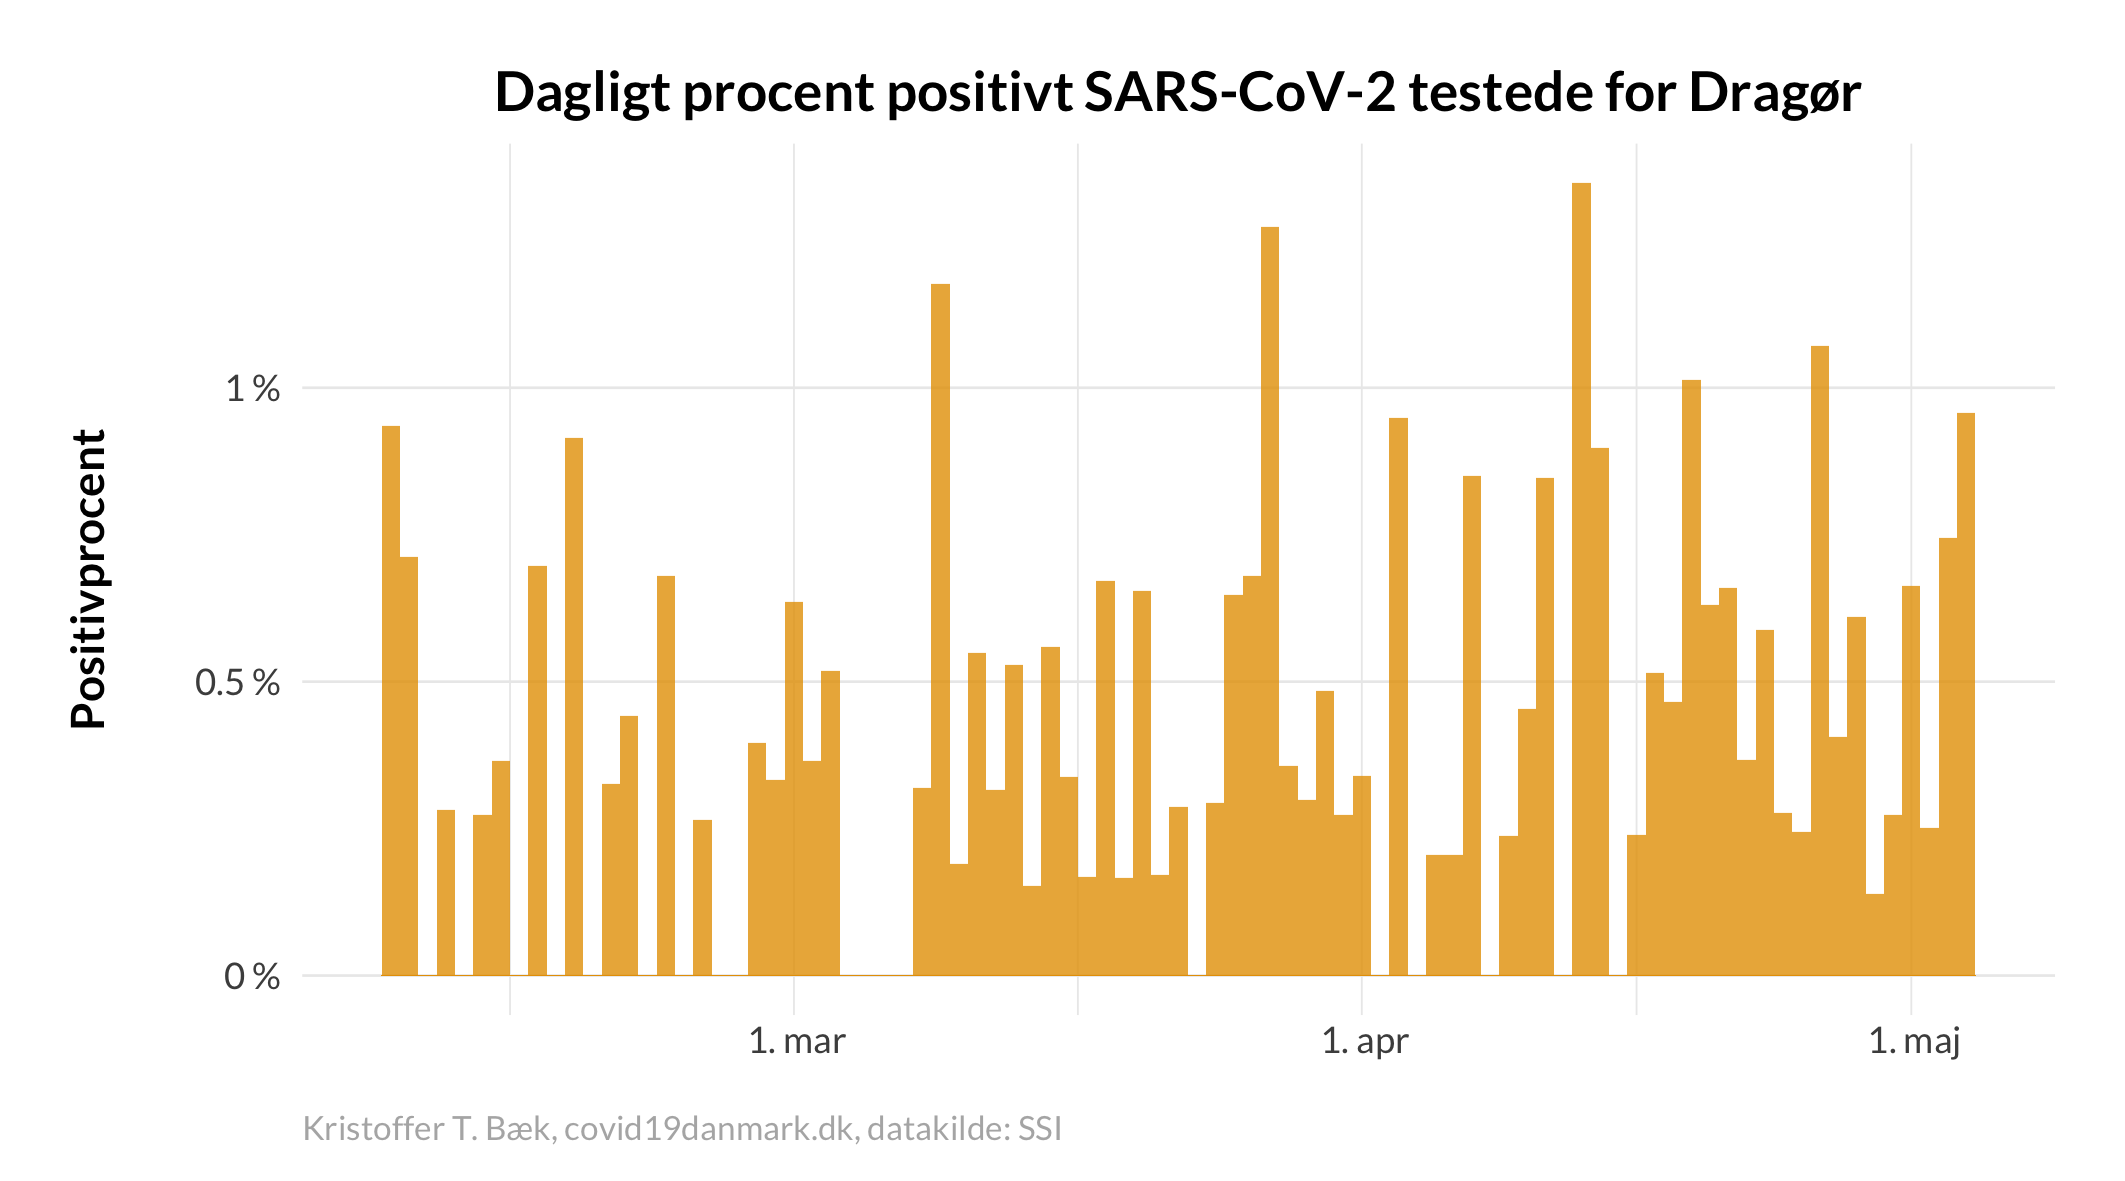 Dagligt procent positivt SARS-CoV-2 testede for Dragør
Positivprocent
1 %
0.5 %
0 %
1. mar
1. apr
1. maj
Kristoffer T. Bæk, covid19danmark.dk, datakilde: SSI